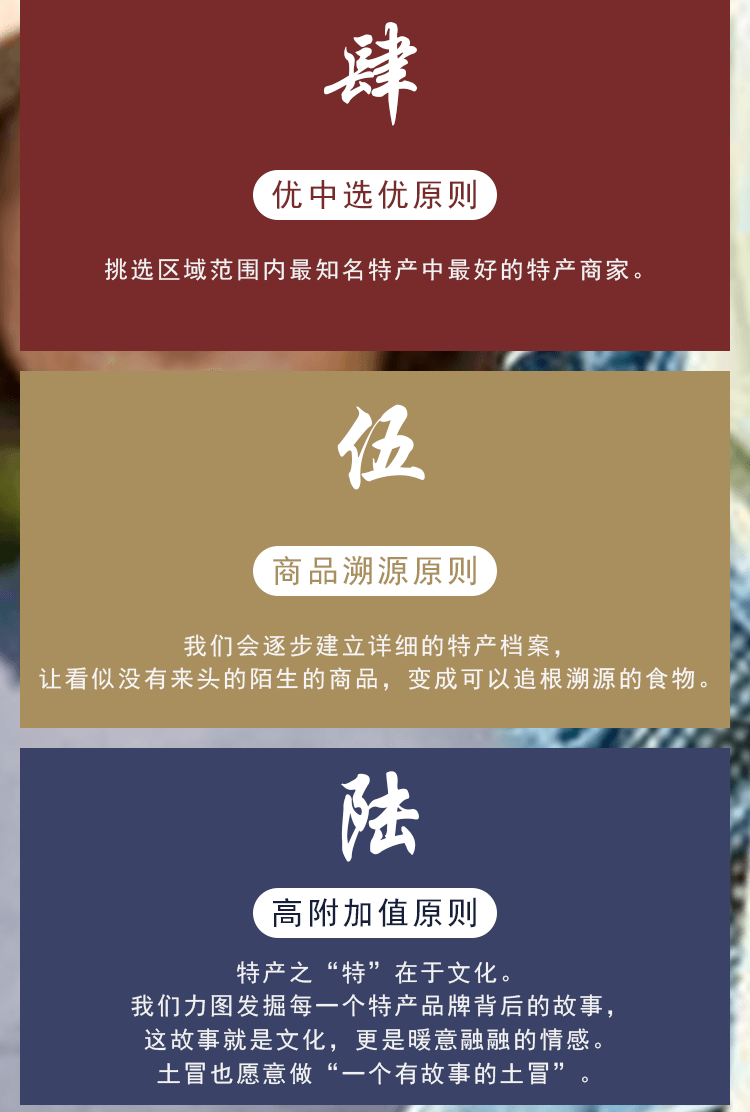 肆
优中选优原则
挑选区域范围内最知名特产中最好的特产商家。
伍
商品溯源原则
我们会逐步建立详细的特产档案，
让看似没有来头的陌生的商品，变成可以追根溯源的食物。
陆
高附加值原则
特产之“特”在于文化。
我们力图发掘每一个特产品牌背后的故事，
这故事就是文化，更是暖意融融的情感。
土冒也愿意做“一个有故事的土冒”。